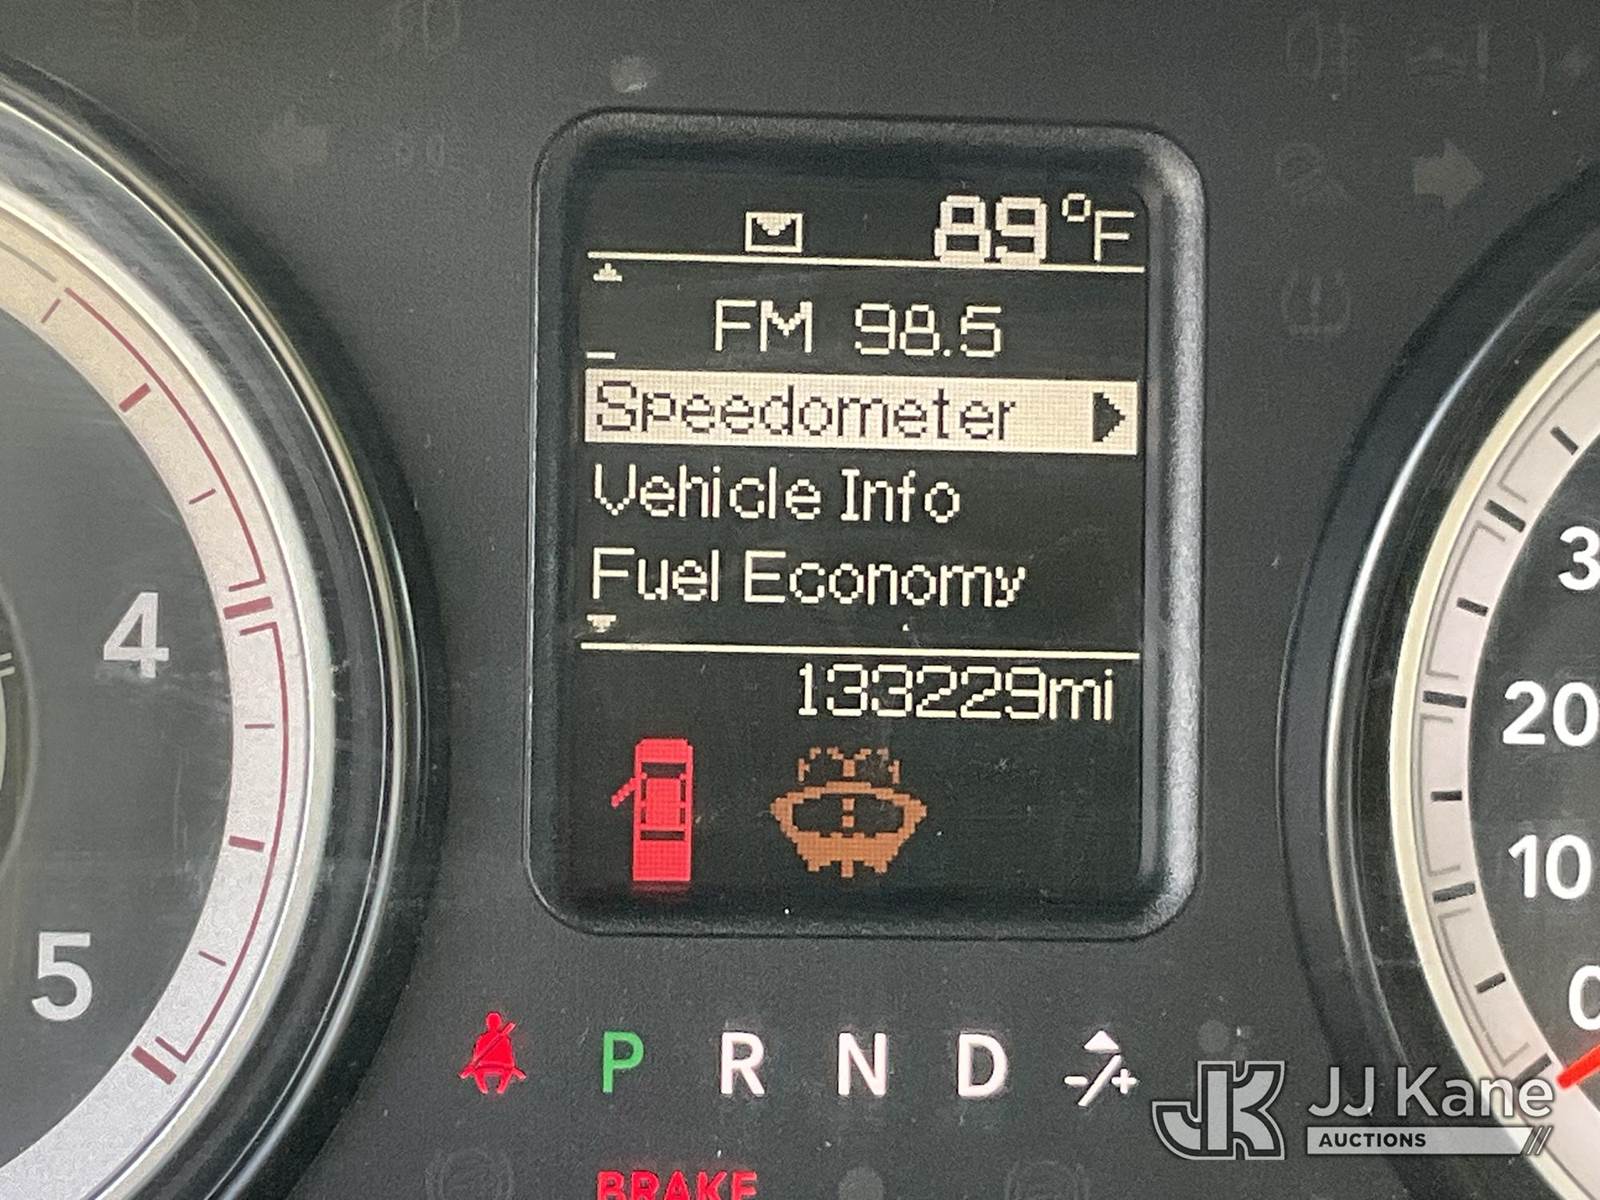 89°F
FM 98.5
Speedometer
Vehicle Info
Fuel Economy
133229mi
4
5
3
20
10
0
P R N D -/+
BRAKE
JK JJ Kane
AUCTIONS